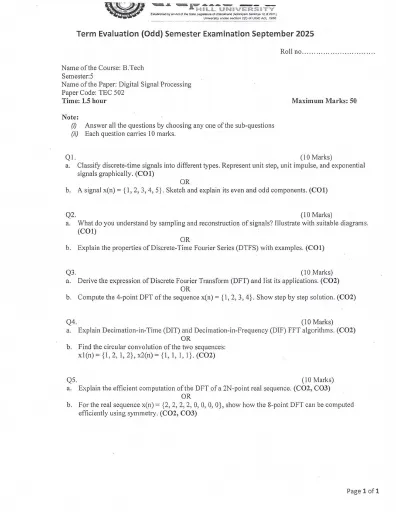 HILL UNIVERSITY
Term Evaluation (Odd) Semester Examination September 2025
Roll no.............................
Name of the Course: B.Tech
Semester:5
Name of the Paper: Digital Signal Processing
Paper Code: TEC 502
Time: 1.5 hour Maximum Marks: 50
Note:
(i) Answer all the questions by choosing any one of the sub-questions
(ii) Each question carries 10 marks.
Q1. (10 Marks)
a. Classify discrete-time signals into different types. Represent unit step, unit impulse, and exponential
signals graphically. (CO1)
OR
b. A signal x(n) = {1, 2, 3, 4, 5}. Sketch and explain its even and odd components. (CO1)
Q2. (10 Marks)
a. What do you understand by sampling and reconstruction of signals? Illustrate with suitable diagrams.
(CO1)
OR
b. Explain the properties of Discrete-Time Fourier Series (DTFS) with examples. (CO1)
Q3. (10 Marks)
a. Derive the expression of Discrete Fourier Transform (DFT) and list its applications. (CO2)
OR
b. Compute the 4-point DFT of the sequence x(n) = {1, 2, 3, 4}. Show step by step solution. (CO2)
Q4. (10 Marks)
a. Explain Decimation-in-Time (DIT) and Decimation-in-Frequency (DIF) FFT algorithms. (CO2)
OR
b. Find the circular convolution of the two sequences:
x1(n) = {1, 2, 1, 2}, x2(n) = {1, 1, 1, 1}. (CO2)
Q5. (10 Marks)
a. Explain the efficient computation of the DFT of a 2N-point real sequence. (CO2, CO3)
OR
b. For the real sequence x(n) = {2, 2, 2, 2, 0, 0, 0, 0}, show how the 8-point DFT can be computed
efficiently using symmetry. (CO2, CO3)
Page 1 of 1